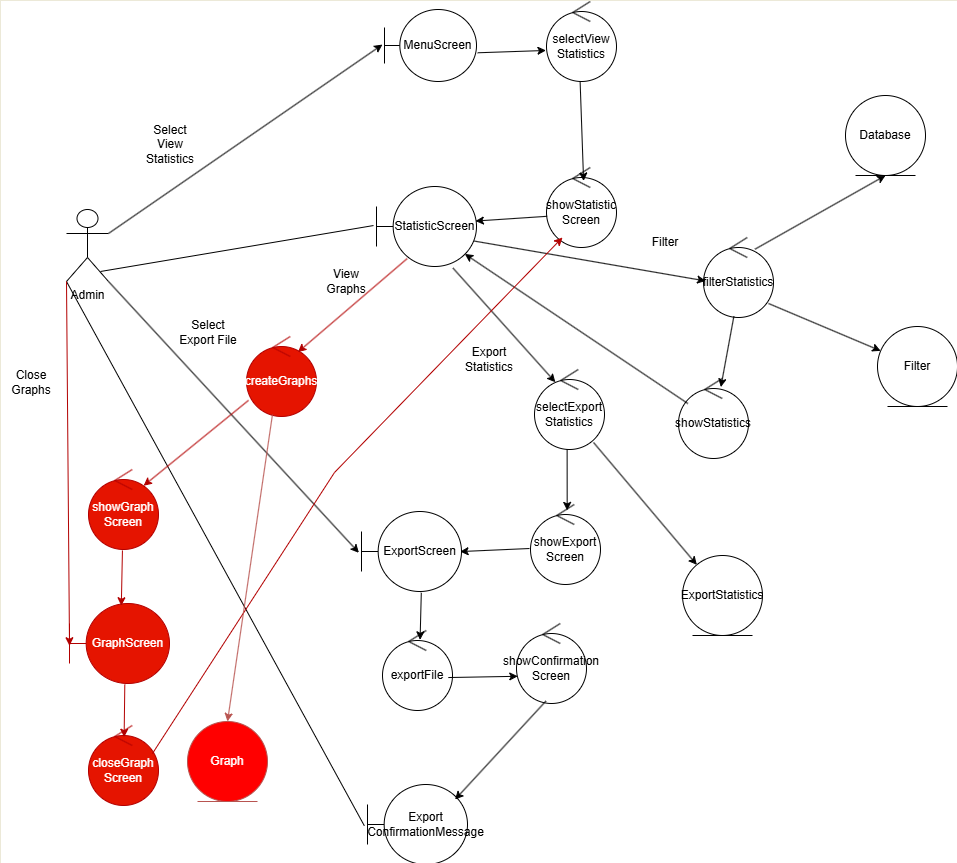 MenuScreen
selectView
Statistics
Select
View
Statistics
Database
showStatistic
Screen
StatisticScreen
Filter
filterStatistics
Admin
View
Graphs
Select
Export File
Export
Statistics
Filter
Close
Graphs
createGraphs
selectExport
Statistics
showStatistics
showGraph
Screen
ExportScreen
showExport
Screen
ExportStatistics
GraphScreen
exportFile
showConfirmation
Screen
closeGraph
Screen
Graph
Export
ConfirmationMessage